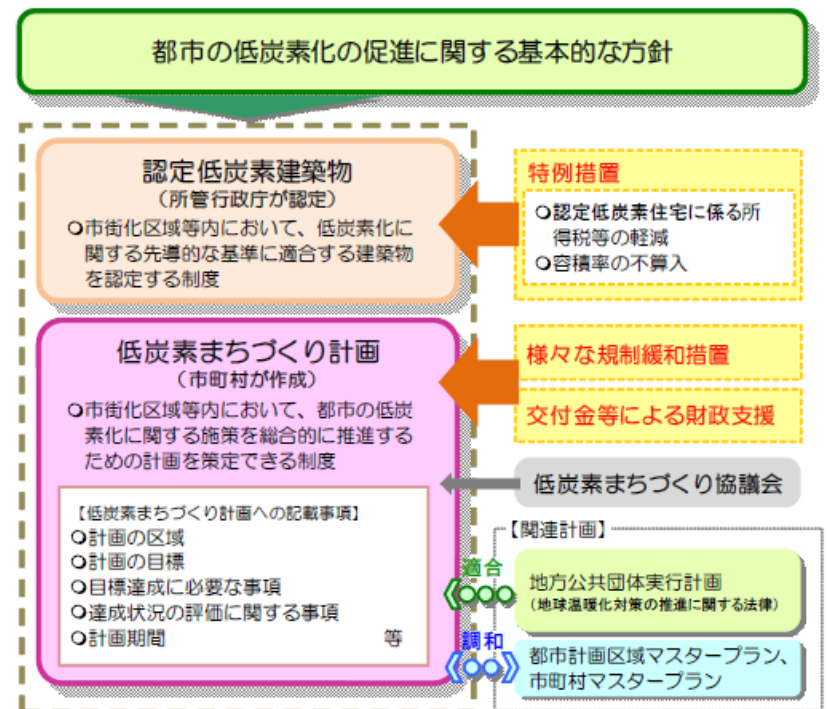 都市の低炭素化の促進に関する基本的な方針
認定低炭素建築物
（所管行政庁が認定）
○市街化区域等内において、低炭素化に
関する先導的な基準に適合する建築物
を認定する制度
特例措置
○認定低炭素住宅に係る所
得税等の軽減
○容積率の不算入
低炭素まちづくり計画
（市町村が作成）
○市街化区域等内において、都市の低炭
素化に関する施策を総合的に推進する
ための計画を策定できる制度
様々な規制緩和措置
交付金等による財政支援
低炭素まちづくり協議会
【低炭素まちづくり計画への記載事項】
○計画の区域
○計画の目標
○目標達成に必要な事項
○達成状況の評価に関する事項
○計画期間 等
【関連計画】
適合
地方公共団体実行計画
（地球温暖化対策の推進に関する法律）
調和
都市計画区域マスタープラン、
市町村マスタープラン